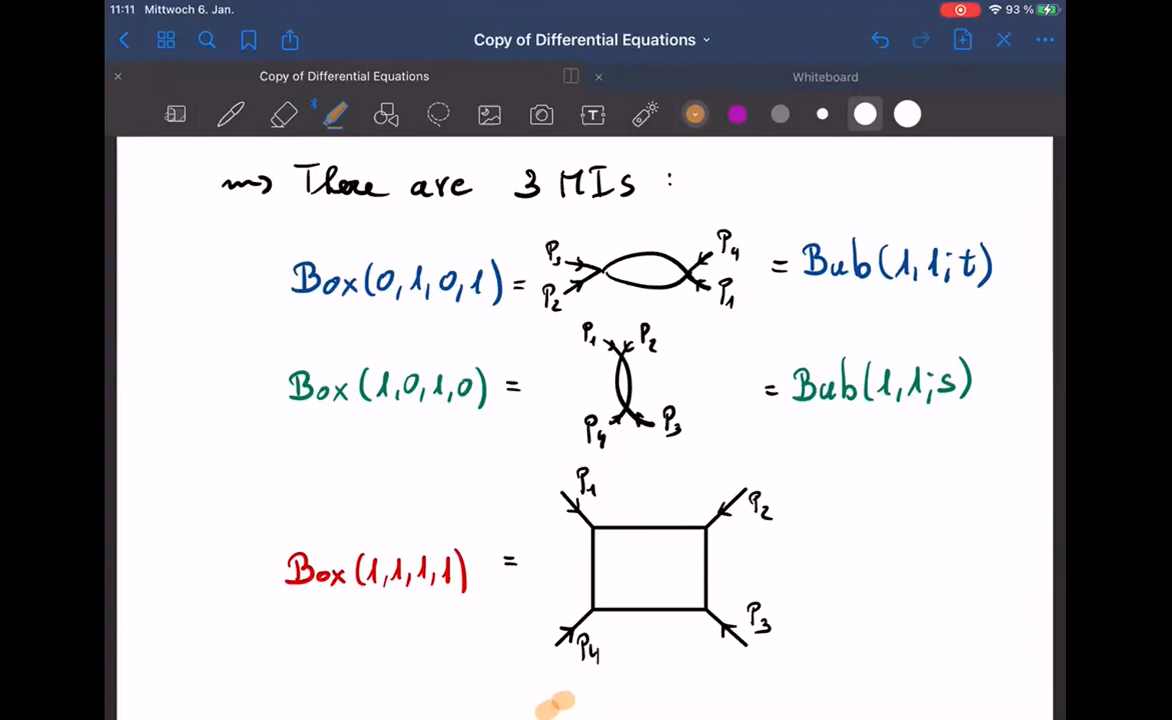 11:11 Mittwoch 6. Jan. 93 %
Copy of Differential Equations
Copy of Differential Equations Whiteboard
There are 3 MIs :
Box(0,1,0,1) = P₃ P₂ P₄ P₁ = Bub(1,1;t)
Box(1,0,1,0) = P₁ P₂ P₄ P₃ = Bub(1,1;s)
Box(1,1,1,1) = P₁ P₂ P₄ P₃